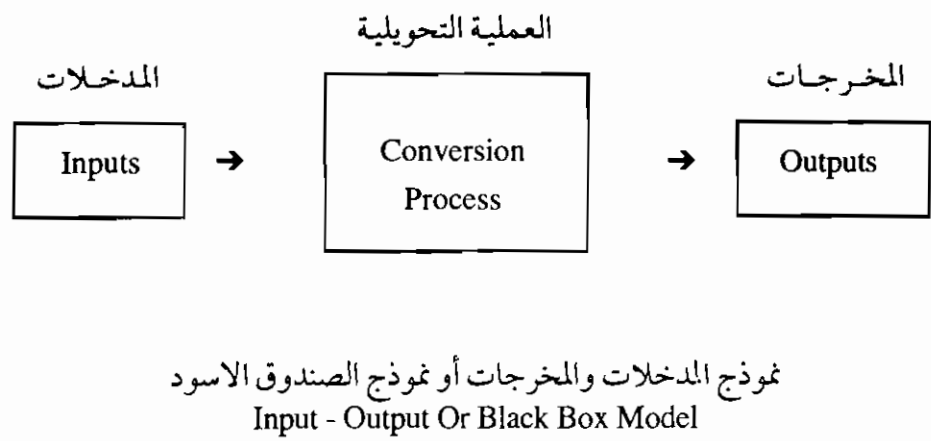 العملية التحويلية
المدخلات
المخرجات
Inputs
➔
Conversion
Process
➔
Outputs
نموذج المدخلات والمخرجات أو نموذج الصندوق الاسود
Input - Output Or Black Box Model